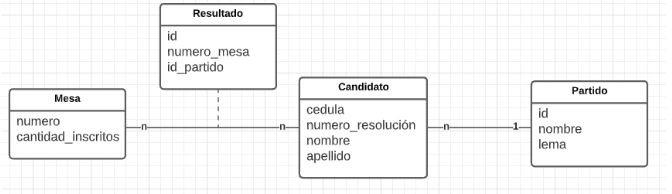 Resultado
id
numero_mesa
id_partido
Mesa
numero
cantidad_inscritos
n
n
Candidato
cedula
numero_resolución
nombre
apellido
n
1
Partido
id
nombre
lema